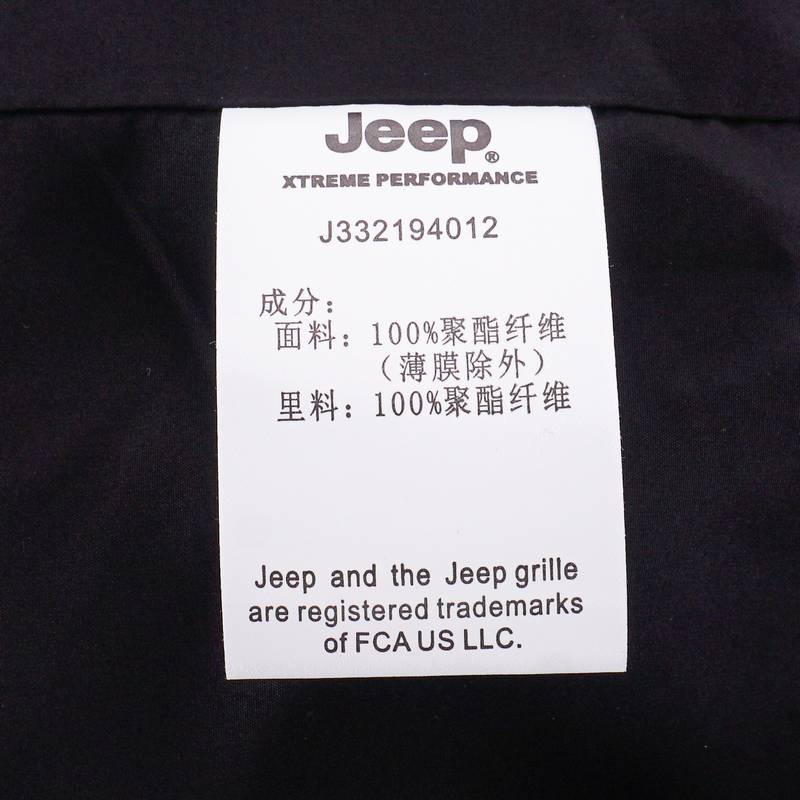 Jeep®
XTREME PERFORMANCE
J332194012
成分：
面料：100%聚酯纤维
（薄膜除外）
里料：100%聚酯纤维
Jeep and the Jeep grille
are registered trademarks
of FCA US LLC.